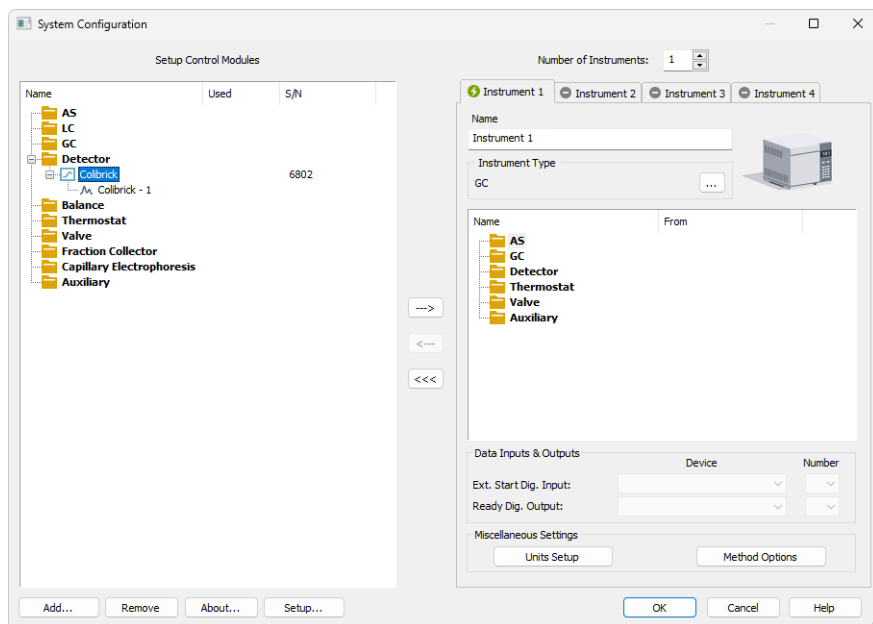 System Configuration
Setup Control Modules
Number of Instruments: 1
Name Used S/N
AS
LC
GC
Detector
Colibrick 6802
Colibrick - 1
Balance
Thermostat
Valve
Fraction Collector
Capillary Electrophoresis
Auxiliary
--->
<---
<<<
Instrument 1 Instrument 2 Instrument 3 Instrument 4
Name
Instrument 1
Instrument Type
GC ...
Name From
AS
GC
Detector
Thermostat
Valve
Auxiliary
Data Inputs & Outputs
Device Number
Ext. Start Dig. Input:
Ready Dig. Output:
Miscellaneous Settings
Units Setup Method Options
Add... Remove About... Setup... OK Cancel Help